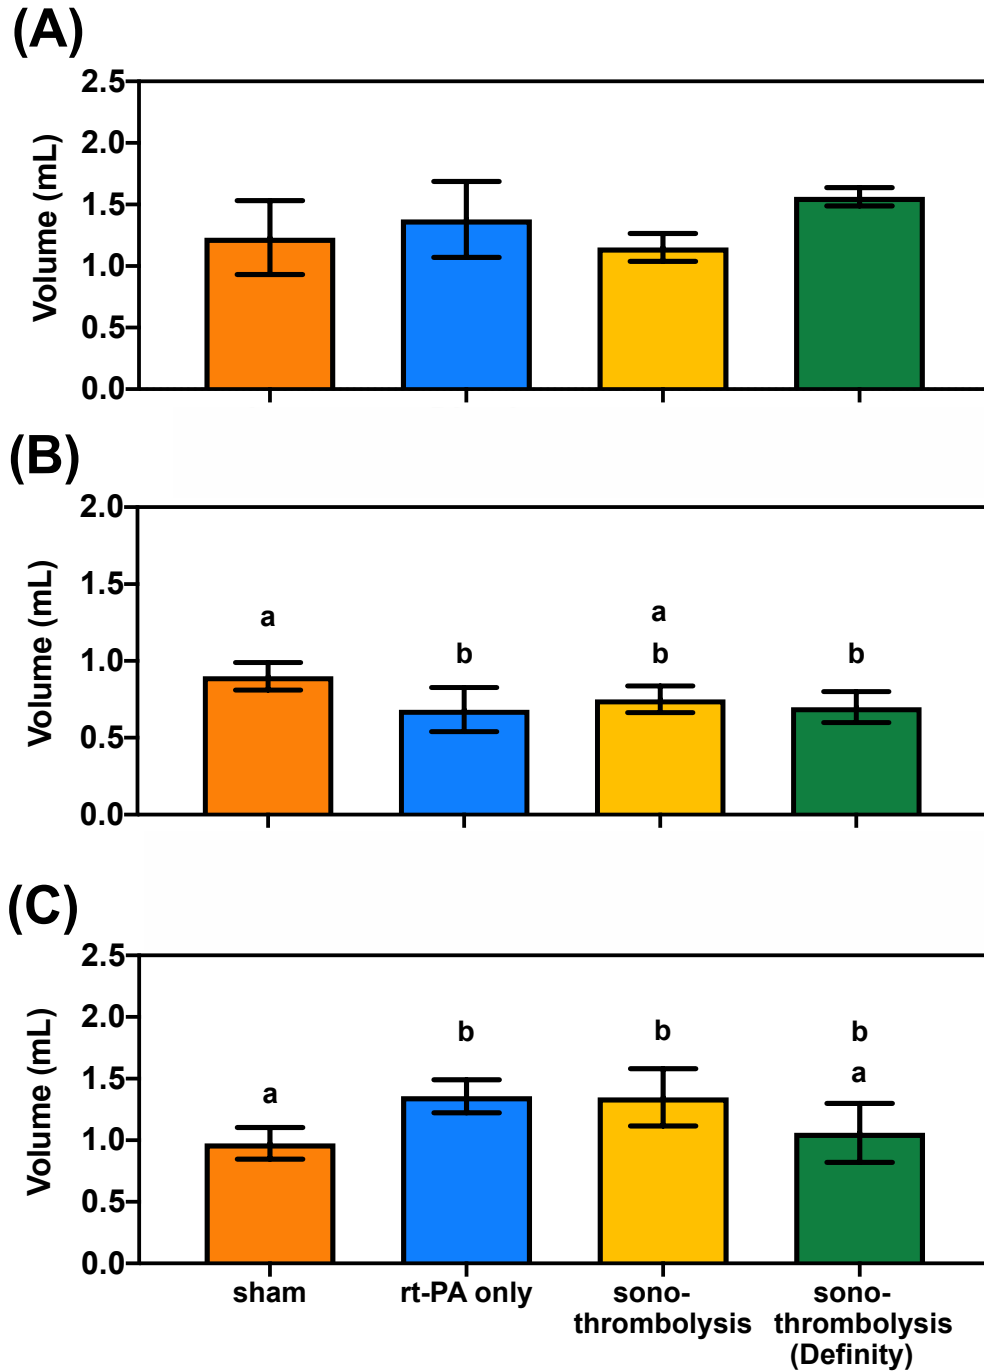 (A)
2.5
2.0
1.5
1.0
0.5
0.0
Volume (mL)
(B)
2.0
1.5
1.0
0.5
0.0
Volume (mL)
a
b
a
b
b
(C)
2.5
2.0
1.5
1.0
0.5
0.0
Volume (mL)
a
b
b
b
a
sham
rt-PA only
sono-
thrombolysis
sono-
thrombolysis
(Definity)